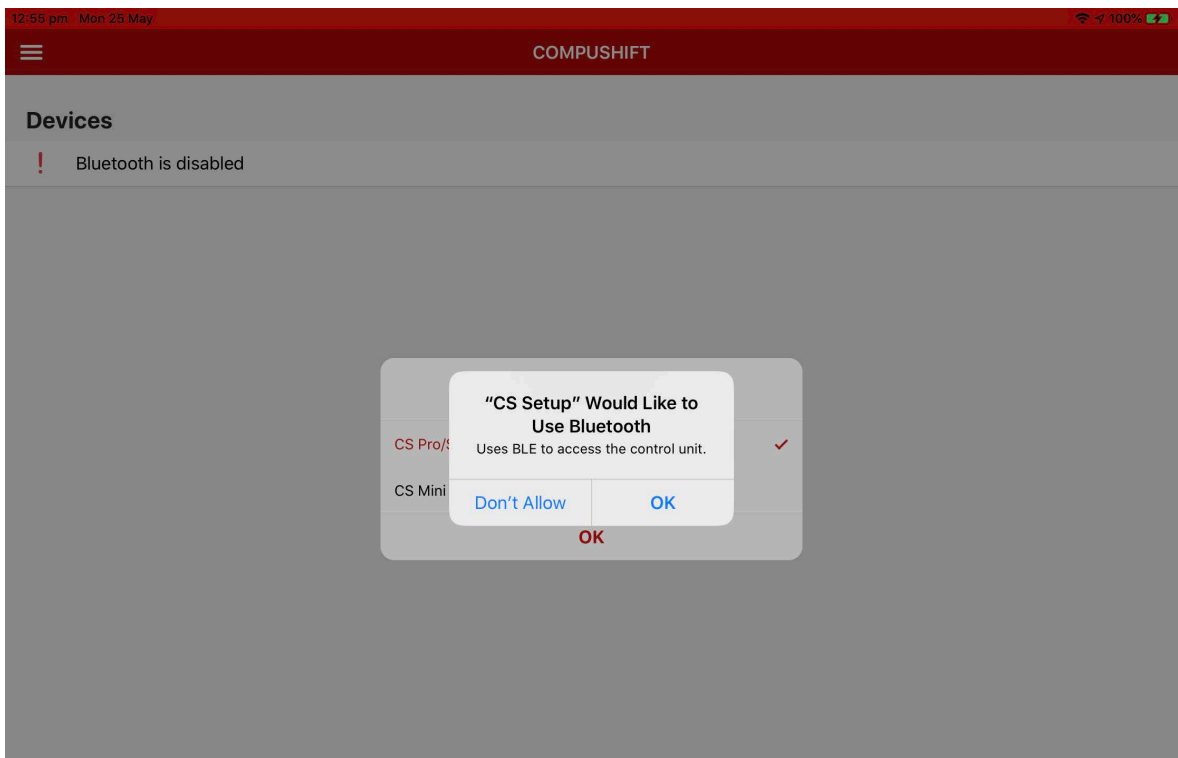 12:55 pm Mon 25 May
100%
COMPUSHIFT
Devices
! Bluetooth is disabled
“CS Setup” Would Like to
Use Bluetooth
Uses BLE to access the control unit.
CS Pro/
CS Mini
Don’t Allow OK
OK